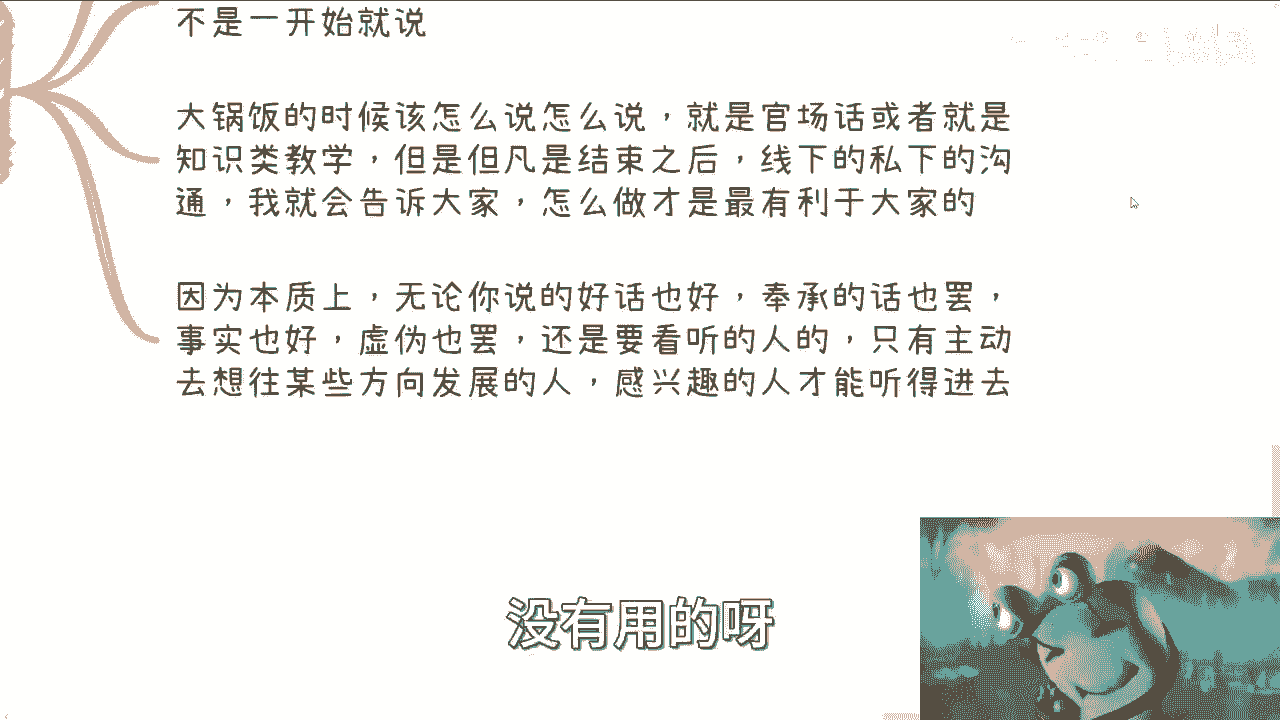 不是一开始就说
大锅饭的时候该怎么说怎么说，就是官场话或者就是
知识类教学，但是但凡是结束之后，线下的私下的沟
通，我就会告诉大家，怎么做才是最有利于大家的
因为本质上，无论你说的好话也好，奉承的话也罢，
事实也好，虚伪也罢，还是要看听的人的，只有主动
去想往某些方向发展的人，感兴趣的人才能听得进去
没有用的呀